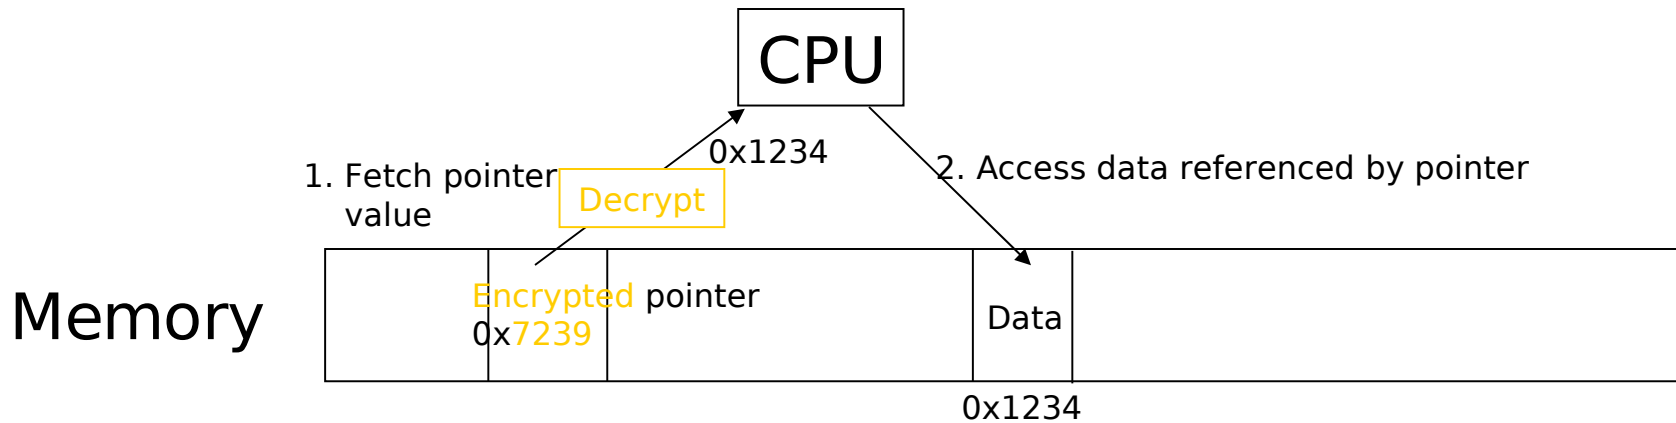 CPU
0x1234
1. Fetch pointer
value
Decrypt
2. Access data referenced by pointer
Memory
Encrypted pointer
0x7239
Data
0x1234